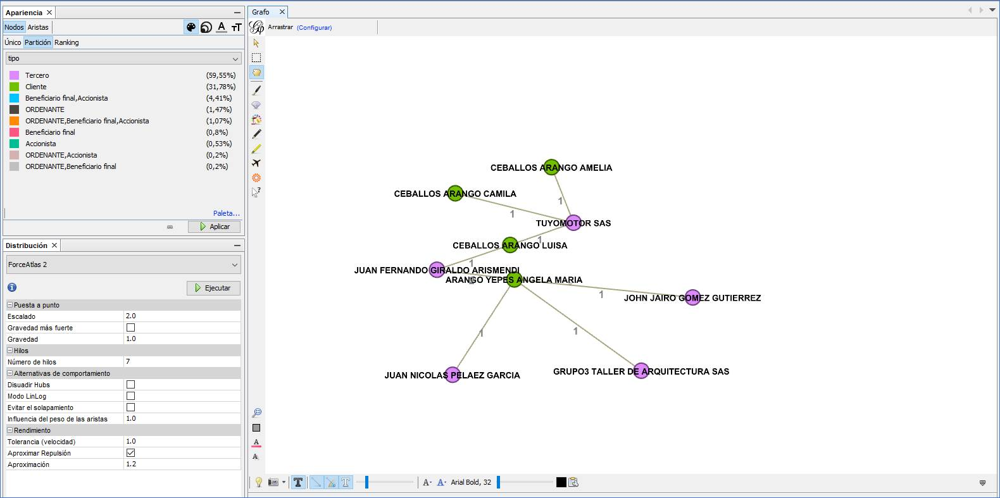 Apariencia
Nodos Aristas
Único Partición Ranking
tipo
Tercero (59,55%)
Cliente (31,78%)
Beneficiario final,Accionista (4,41%)
ORDENANTE (1,47%)
ORDENANTE,Beneficiario final,Accionista (1,07%)
Beneficiario final (0,8%)
Accionista (0,53%)
ORDENANTE,Accionista (0,2%)
ORDENANTE,Beneficiario final (0,2%)
Paleta...
Aplicar
Distribución
ForceAtlas 2
Ejecutar
Puesta a punto
Escalado 2.0
Gravedad más fuerte
Gravedad 1.0
Hilos
Número de hilos 7
Alternativas de comportamiento
Disuadir Hubs
Modo LinLog
Evitar el solapamiento
Influencia del peso de las aristas 1.0
Rendimiento
Tolerancia (velocidad) 1.0
Aproximar Repulsión
Aproximación 1.2
Grafo
Arrastrar (Configurar)
CEBALLOS ARANGO AMELIA
CEBALLOS ARANGO CAMILA
1
1
TUYOMOTOR SAS
1
CEBALLOS ARANGO LUISA
1
JUAN FERNANDO GIRALDO ARISMENDI
2
ARANGO YEPES ANGELA MARIA
1
JOHN JAIRO GOMEZ GUTIERREZ
1
1
JUAN NICOLAS PELAEZ GARCIA
GRUPO3 TALLER DE ARQUITECTURA SAS
Arial Bold, 32